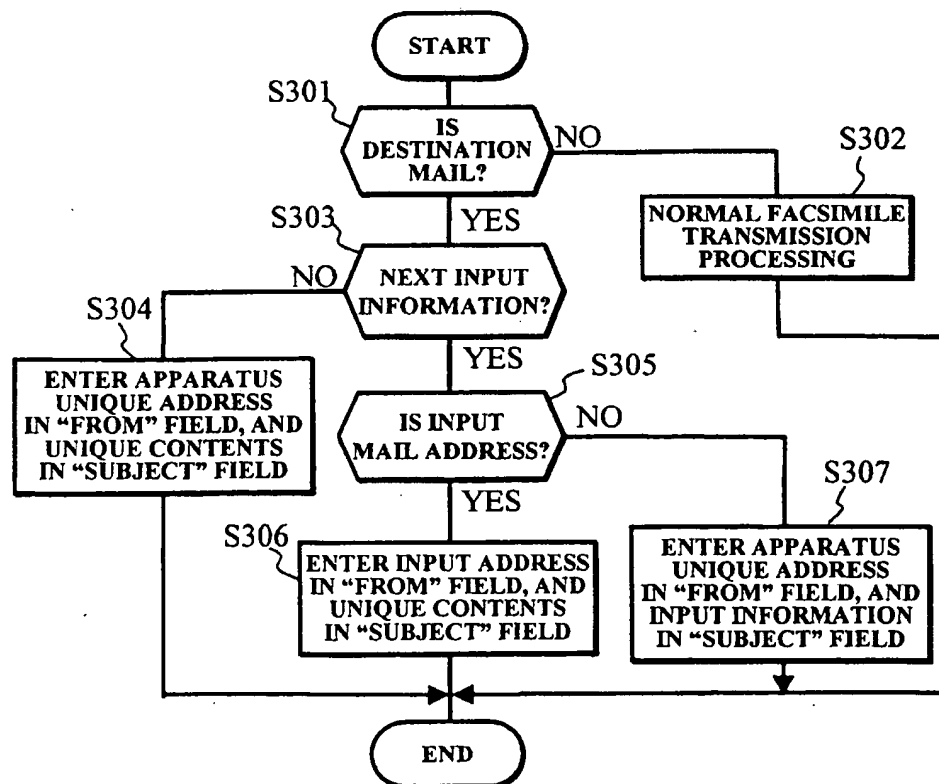 START
S301
IS
DESTINATION
MAIL?
NO
S302
NORMAL FACSIMILE
TRANSMISSION
PROCESSING
YES
S303
NEXT INPUT
INFORMATION?
NO
S304
ENTER APPARATUS
UNIQUE ADDRESS
IN “FROM” FIELD, AND
UNIQUE CONTENTS
IN “SUBJECT” FIELD
YES
S305
IS INPUT
MAIL ADDRESS?
NO
YES
S306
ENTER INPUT ADDRESS
IN “FROM” FIELD, AND
UNIQUE CONTENTS
IN “SUBJECT” FIELD
S307
ENTER APPARATUS
UNIQUE ADDRESS
IN “FROM” FIELD, AND
INPUT INFORMATION
IN “SUBJECT” FIELD
END